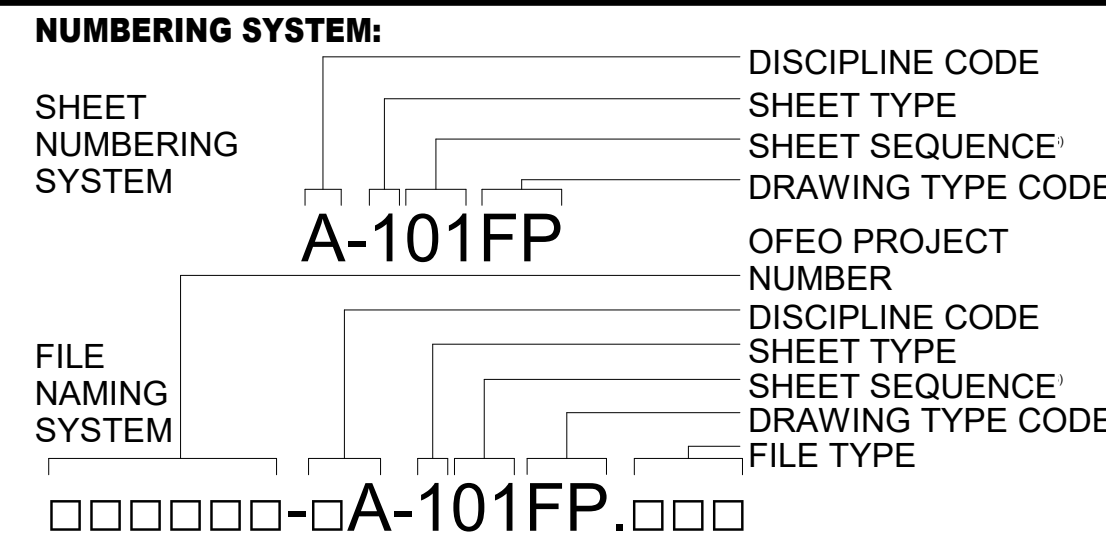 NUMBERING SYSTEM:
SHEET
NUMBERING
SYSTEM
DISCIPLINE CODE
SHEET TYPE
SHEET SEQUENCE
DRAWING TYPE CODE
A-101FP
FILE
NAMING
SYSTEM
OFEO PROJECT
NUMBER
DISCIPLINE CODE
SHEET TYPE
SHEET SEQUENCE
DRAWING TYPE CODE
FILE TYPE
□□□□□□-□A-101FP.□□□